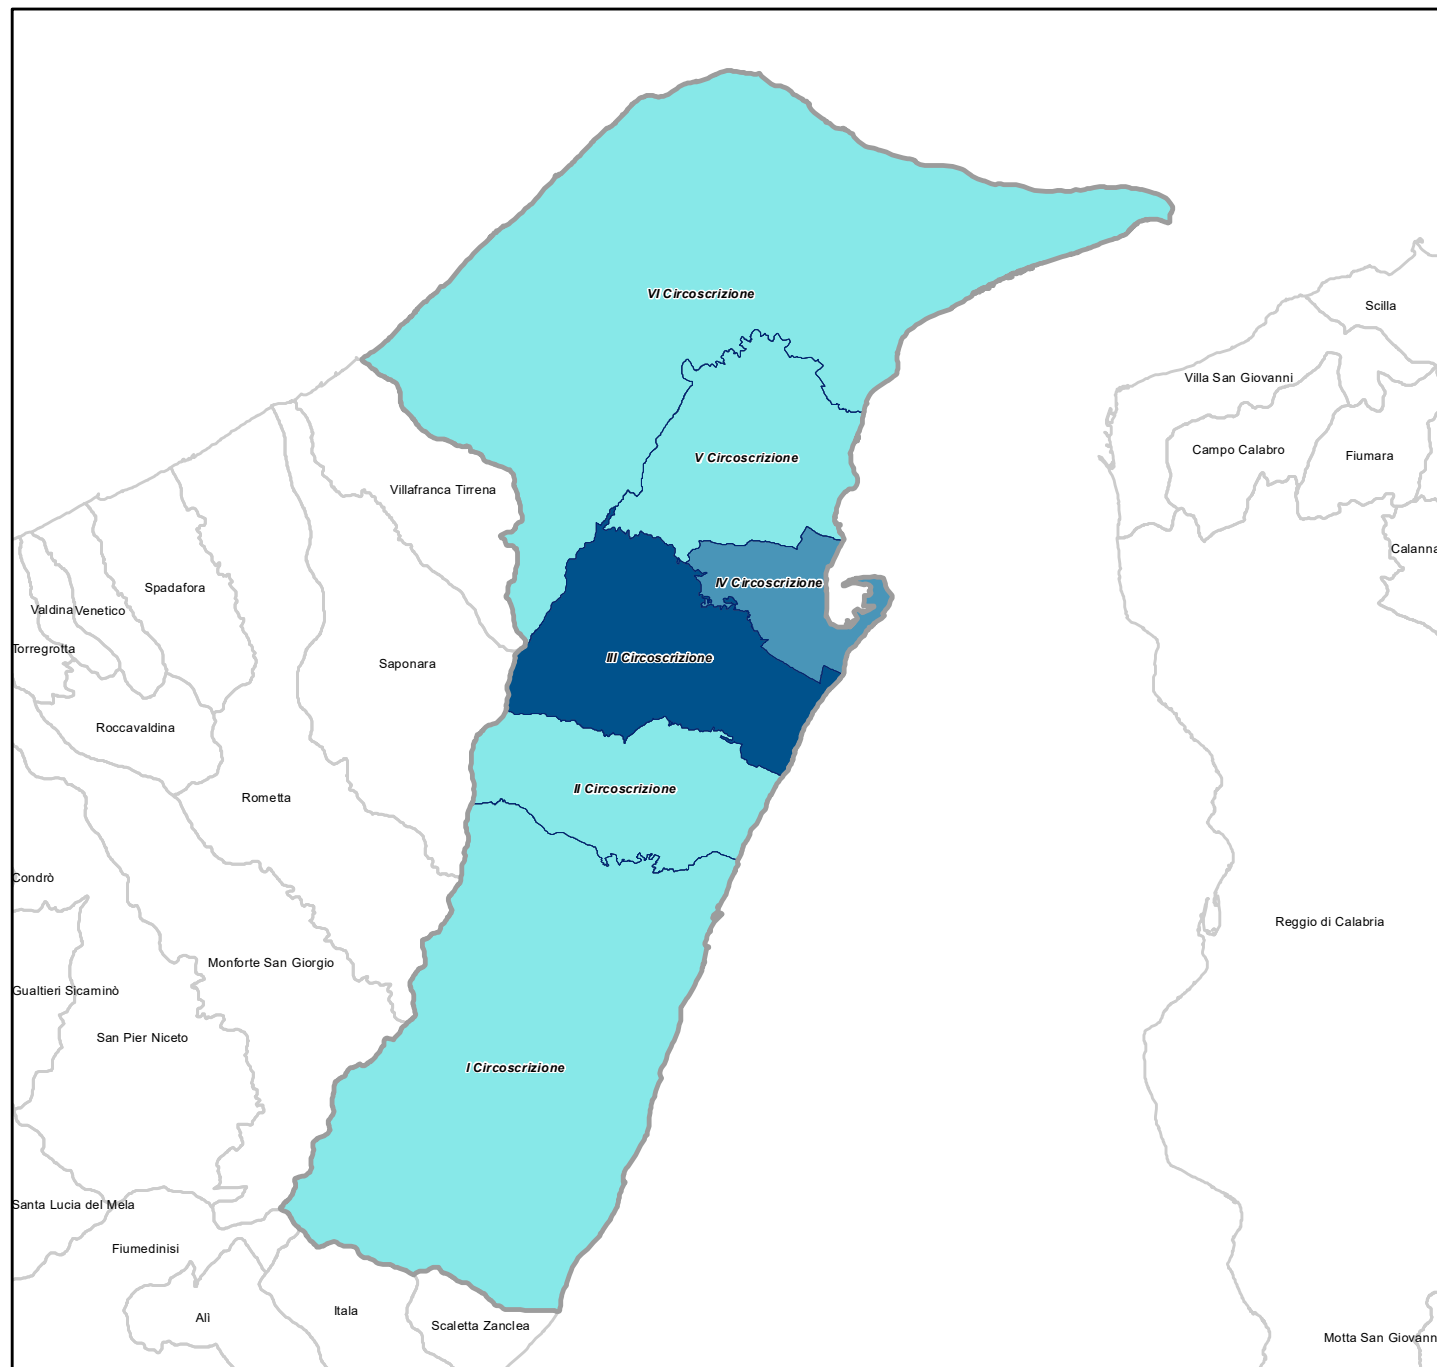 VI Circoscrizione
Scilla
Villa San Giovanni
V Circoscrizione
Campo Calabro
Fiumara
Villafranca Tirrena
Calanna
Spadafora
IV Circoscrizione
Valdina
Venetico
Torregrotta
III Circoscrizione
Saponara
Roccavaldina
II Circoscrizione
Rometta
Condrò
Reggio di Calabria
Monforte San Giorgio
Gualtieri Sicaminò
San Pier Niceto
I Circoscrizione
Santa Lucia del Mela
Fiumedinisi
Itala
Alì
Scaletta Zanclea
Motta San Giovann